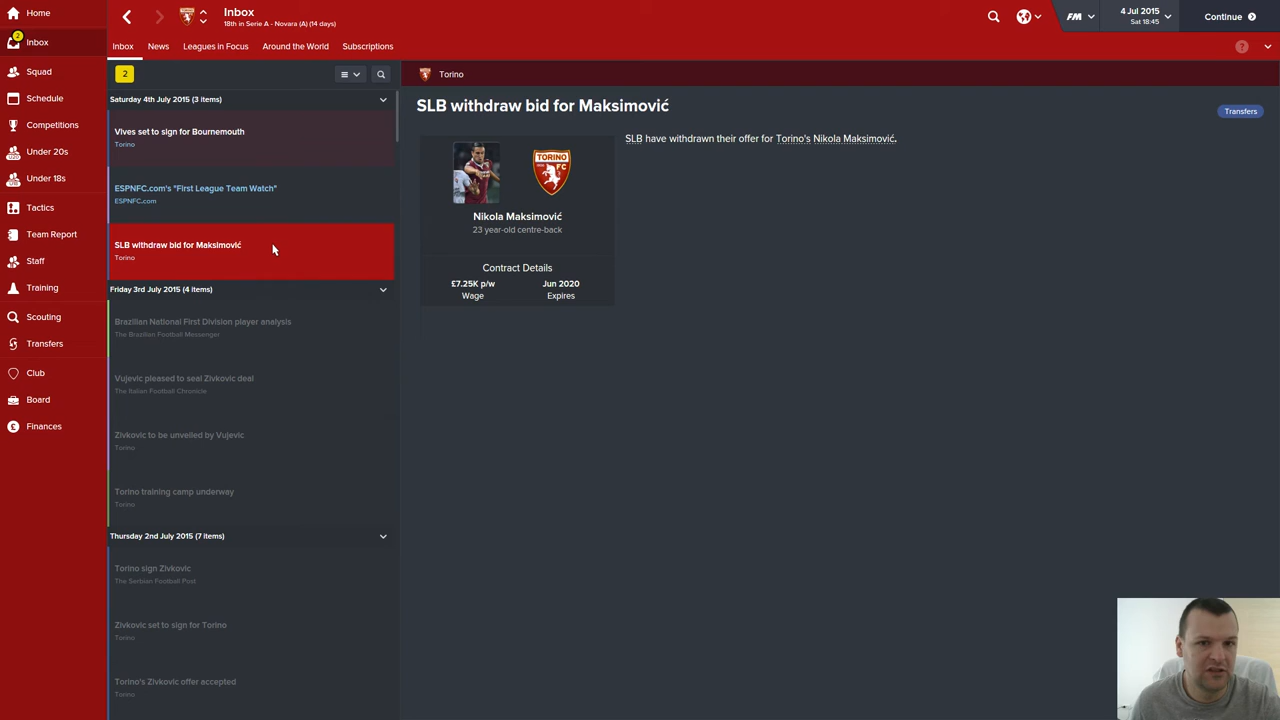 Home
2
Inbox
Squad
Schedule
Competitions
Under 20s
Under 18s
Tactics
Team Report
Staff
Training
Scouting
Transfers
Club
Board
Finances
Inbox
18th in Serie A - Novara (A) (14 days)
FM
4 Jul 2015
Sat 18:45
Continue
Inbox
News
Leagues in Focus
Around the World
Subscriptions
?
2
Saturday 4th July 2015 (3 items)
Vives set to sign for Bournemouth
Torino
ESPNFC.com's "First League Team Watch"
ESPNFC.com
SLB withdraw bid for Maksimović
Torino
Friday 3rd July 2015 (4 items)
Brazilian National First Division player analysis
The Brazilian Football Messenger
Vujevic pleased to seal Zivkovic deal
The Italian Football Chronicle
Zivkovic to be unveiled by Vujevic
Torino
Torino training camp underway
Torino
Thursday 2nd July 2015 (7 items)
Torino sign Zivkovic
The Serbian Football Post
Zivkovic set to sign for Torino
Torino
Torino's Zivkovic offer accepted
Torino
Torino
SLB withdraw bid for Maksimović
Transfers
TORINO
FC
Nikola Maksimović
23 year-old centre-back
Contract Details
£7.25K p/w
Jun 2020
Wage
Expires
SLB have withdrawn their offer for Torino's Nikola Maksimović.